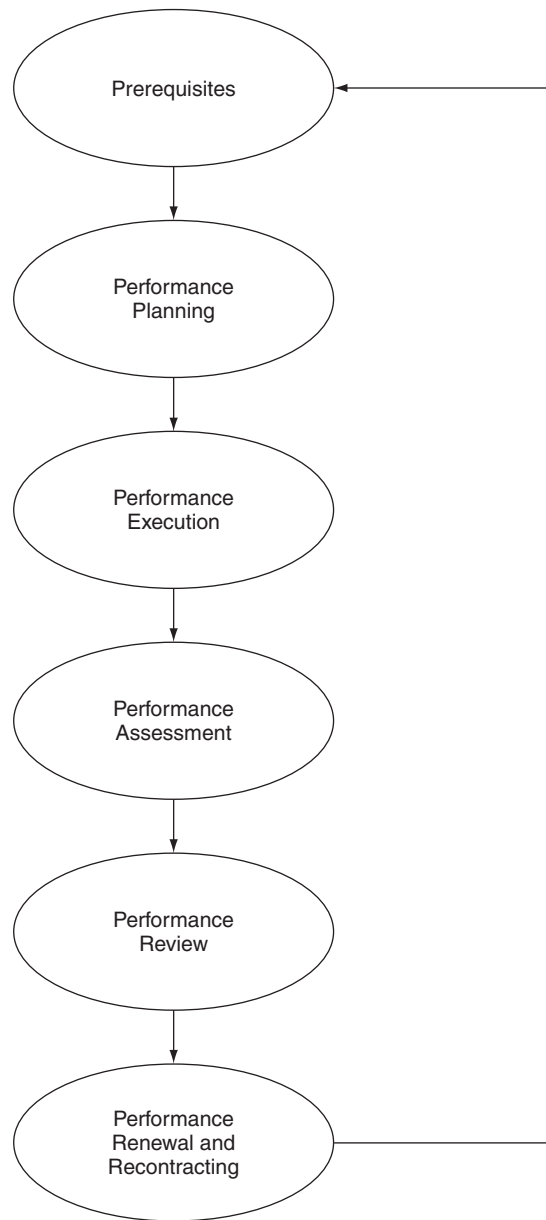 Prerequisites
Performance
Planning
Performance
Execution
Performance
Assessment
Performance
Review
Performance
Renewal and
Recontracting